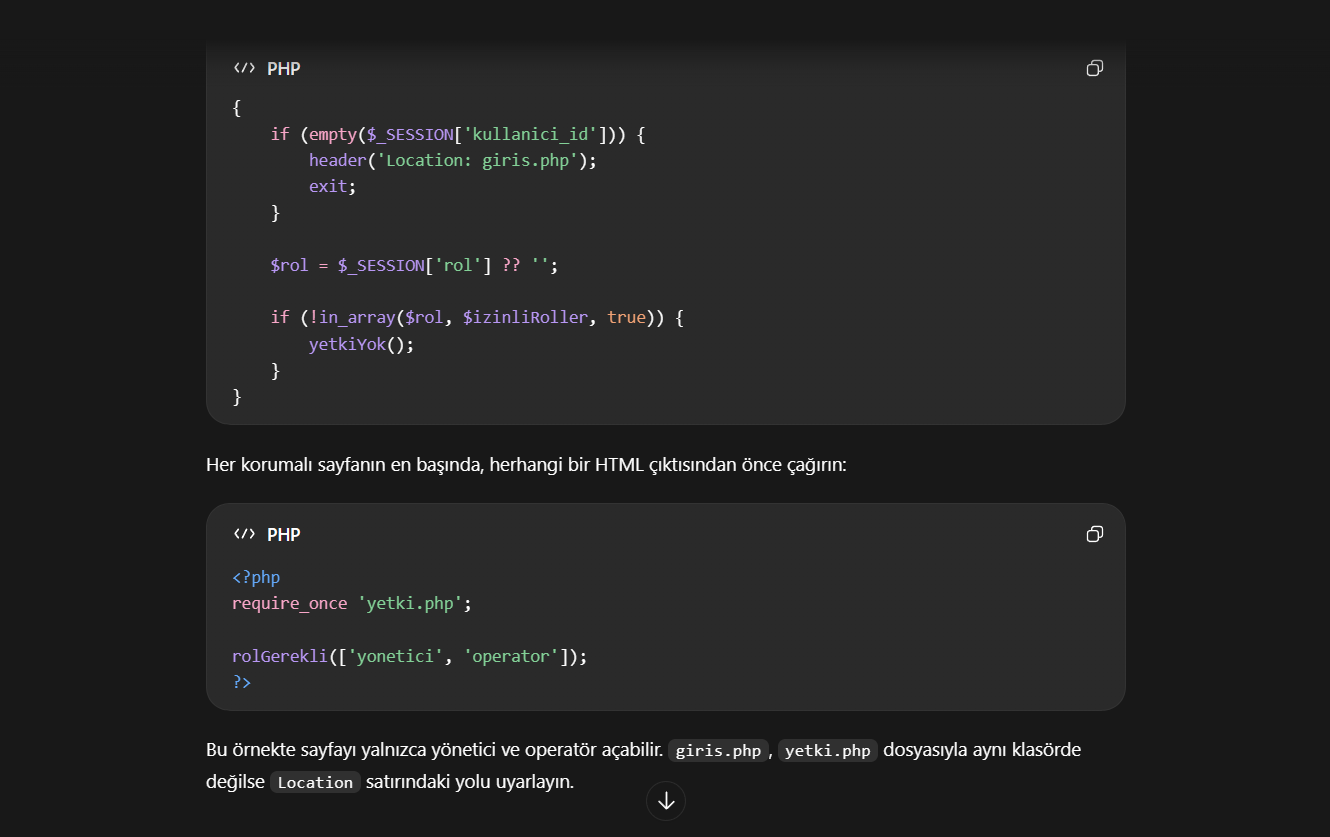 PHP
{
    if (empty($_SESSION['kullanici_id'])) {
        header('Location: giris.php');
        exit;
    }

    $rol = $_SESSION['rol'] ?? '';

    if (!in_array($rol, $izinliRoller, true)) {
        yetkiYok();
    }
}
Her korumalı sayfanın en başında, herhangi bir HTML çıktısından önce çağırın:
PHP
<?php
require_once 'yetki.php';

rolGerekli(['yonetici', 'operator']);
?>
Bu örnekte sayfayı yalnızca yönetici ve operatör açabilir. giris.php, yetki.php dosyasıyla aynı klasörde
değilse Location satırındaki yolu uyarlayın.